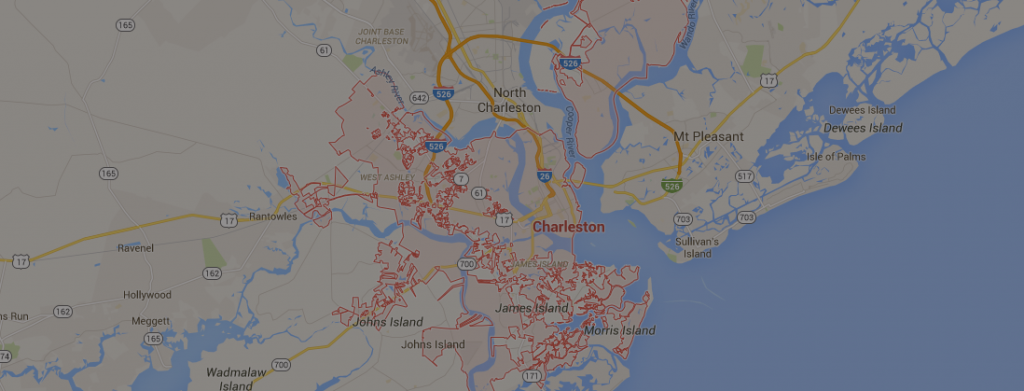 165
JOINT BASE
CHARLESTON
61
526
Wando River
17
Ashley River
526
642
North
Charleston
Cooper River
Dewees Island
Dewees Island
Mt Pleasant
526
Isle of Palms
165
WEST ASHLEY
7
61
26
526
517
Rantowles
17
17
703
703
Charleston
Ravenel
17
Sullivan's
Island
162
700
JAMES ISLAND
Hollywood
162
ns Run
Meggett
165
Johns Island
James Island
Morris Island
Johns Island
174
700
Wadmalaw
Island
171